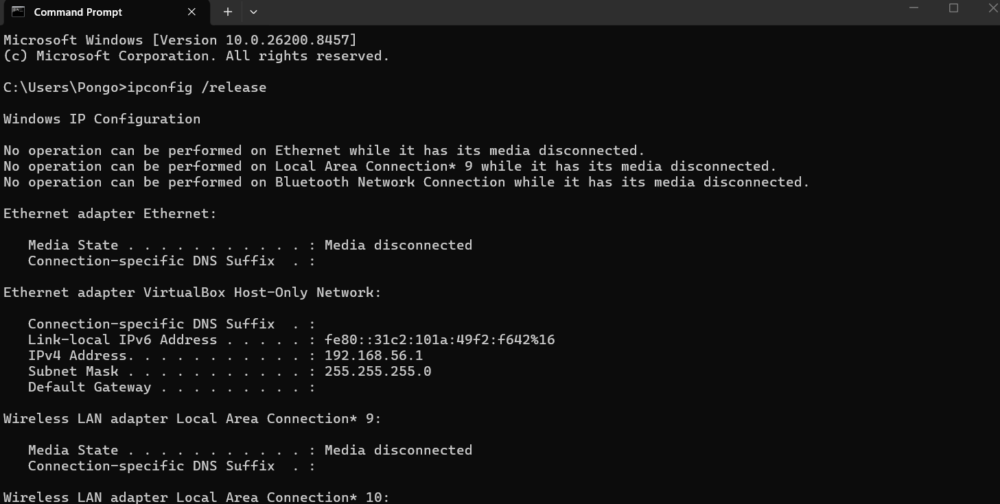 Command Prompt
Microsoft Windows [Version 10.0.26200.8457]
(c) Microsoft Corporation. All rights reserved.
C:\Users\Pongo>ipconfig /release
Windows IP Configuration
No operation can be performed on Ethernet while it has its media disconnected.
No operation can be performed on Local Area Connection* 9 while it has its media disconnected.
No operation can be performed on Bluetooth Network Connection while it has its media disconnected.
Ethernet adapter Ethernet:
   Media State . . . . . . . . . . . : Media disconnected
   Connection-specific DNS Suffix  . :
Ethernet adapter VirtualBox Host-Only Network:
   Connection-specific DNS Suffix  . :
   Link-local IPv6 Address . . . . . : fe80::31c2:101a:49f2:f642%16
   IPv4 Address. . . . . . . . . . . : 192.168.56.1
   Subnet Mask . . . . . . . . . . . : 255.255.255.0
   Default Gateway . . . . . . . . . :
Wireless LAN adapter Local Area Connection* 9:
   Media State . . . . . . . . . . . : Media disconnected
   Connection-specific DNS Suffix  . :
Wireless LAN adapter Local Area Connection* 10: